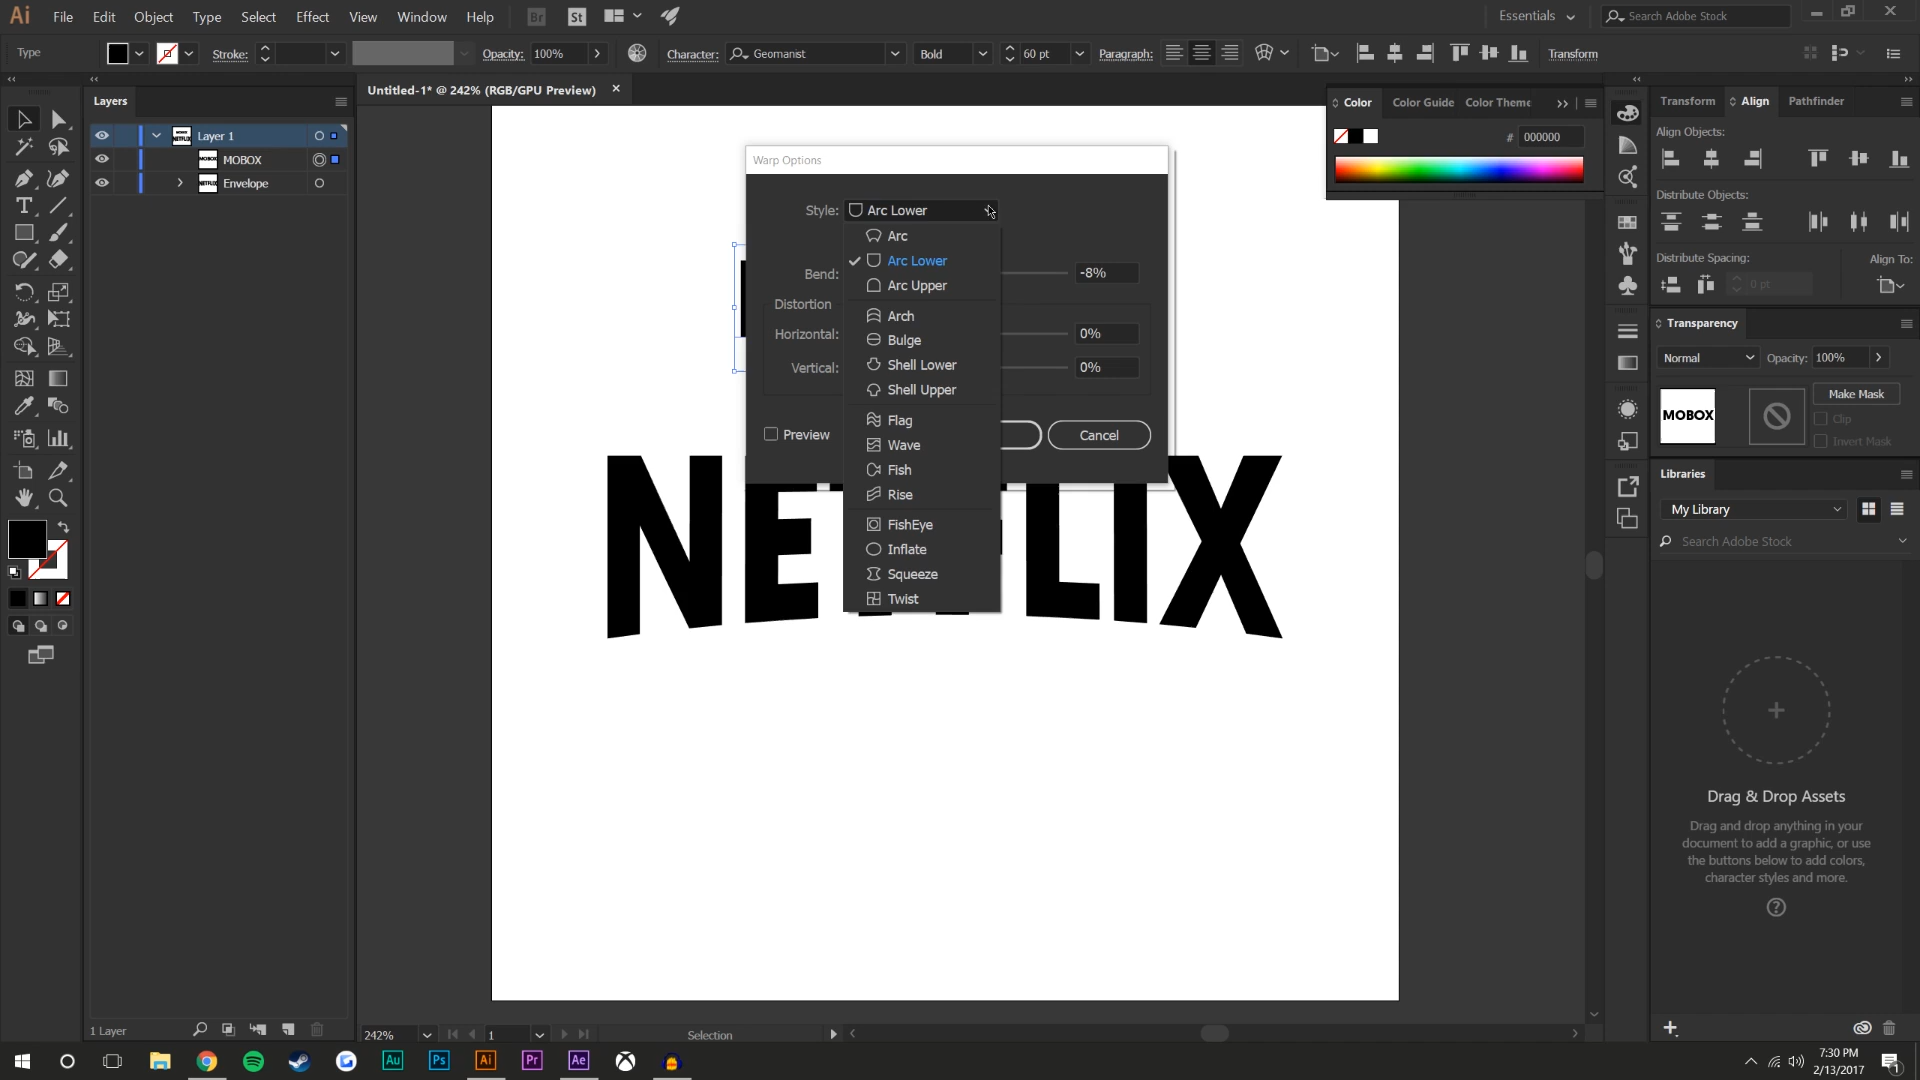 Ai File Edit Object Type Select Effect View Window Help Br St Essentials Search Adobe Stock
Type Stroke: Opacity: 100% Character: Geomanist Bold 60 pt Paragraph: Transform
Layers
Layer 1
MOBOX
Envelope
1 Layer
Untitled-1* @ 242% (RGB/GPU Preview)
Warp Options
Style: Arc Lower
Arc
Arc Lower
Arc Upper
Arch
Bulge
Shell Lower
Shell Upper
Flag
Wave
Fish
Rise
FishEye
Inflate
Squeeze
Twist
Bend: -8%
Distortion
Horizontal: 0%
Vertical: 0%
Preview Cancel
NETFLIX
242% 1 Selection
Color Color Guide Color Theme
# 000000
Transform Align Pathfinder
Align Objects:
Distribute Objects:
Distribute Spacing: Align To:
0 pt
Transparency
Normal Opacity: 100%
MOBOX
Make Mask
Clip
Invert Mask
Libraries
My Library
Search Adobe Stock
Drag & Drop Assets
Drag and drop anything in your
document to add a graphic, or use
the buttons below to add colors,
character styles and more.
Au Ps Ai Pr Ae
7:30 PM
2/13/2017
1